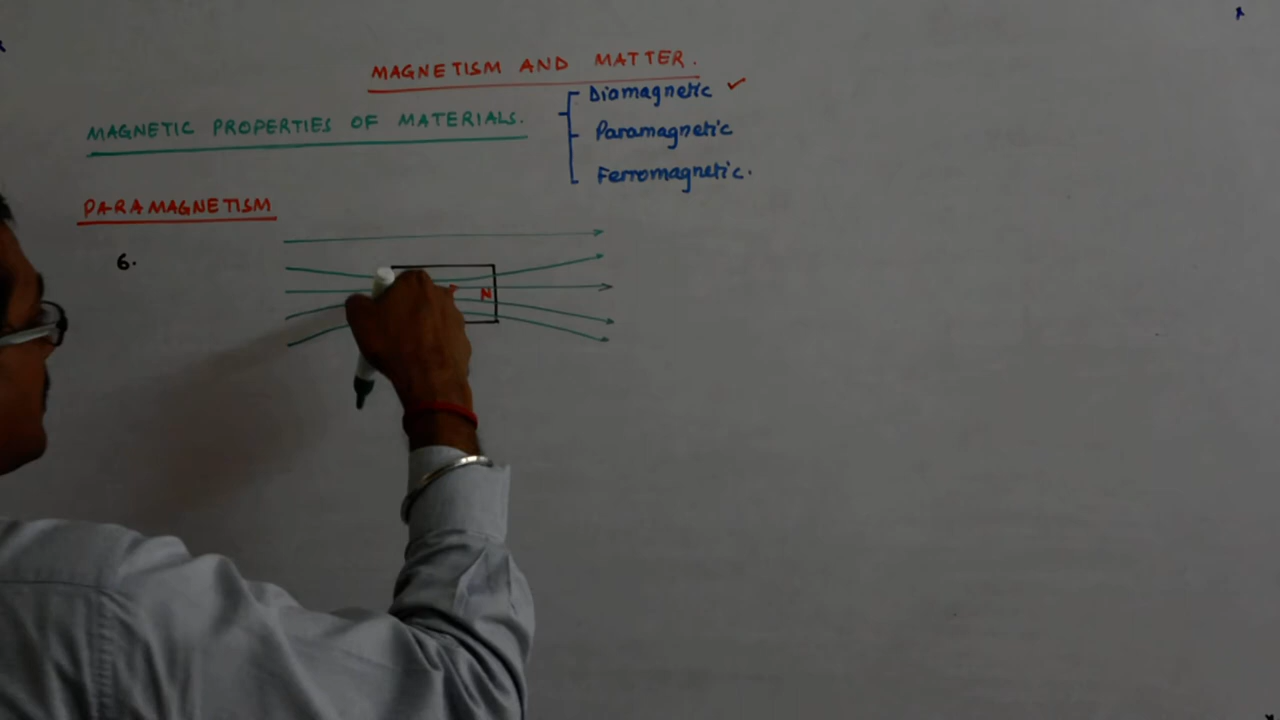 MAGNETISM AND MATTER.
MAGNETIC PROPERTIES OF MATERIALS.
Diamagnetic ✓
Paramagnetic
Ferromagnetic.
PARAMAGNETISM
6.
N